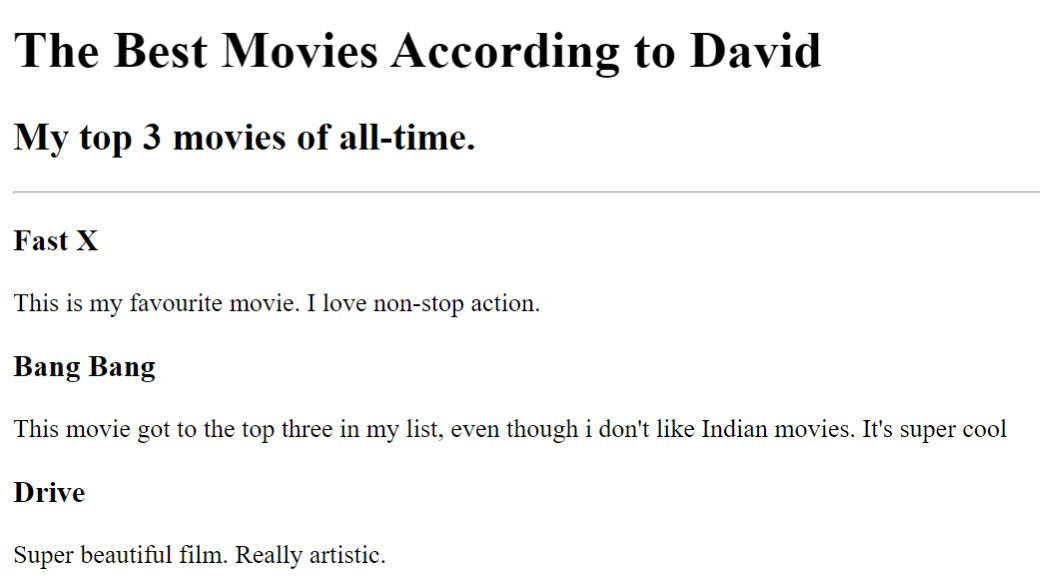 The Best Movies According to David
My top 3 movies of all-time.
Fast X
This is my favourite movie. I love non-stop action.
Bang Bang
This movie got to the top three in my list, even though i don't like Indian movies. It's super cool
Drive
Super beautiful film. Really artistic.